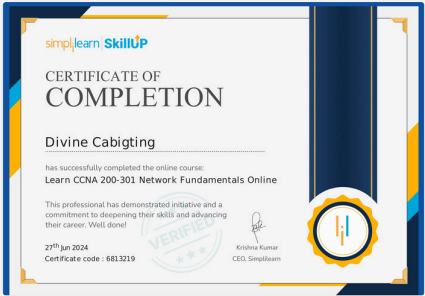 simplilearn SkillUP
CERTIFICATE OF
COMPLETION
Divine Cabigting
has successfully completed the online course:
Learn CCNA 200-301 Network Fundamentals Online
This professional has demonstrated initiative and a
commitment to deepening their skills and advancing
their career. Well done!
VERIFIED
27th Jun 2024
Certificate code : 6813219
Krishna Kumar
CEO, Simplilearn